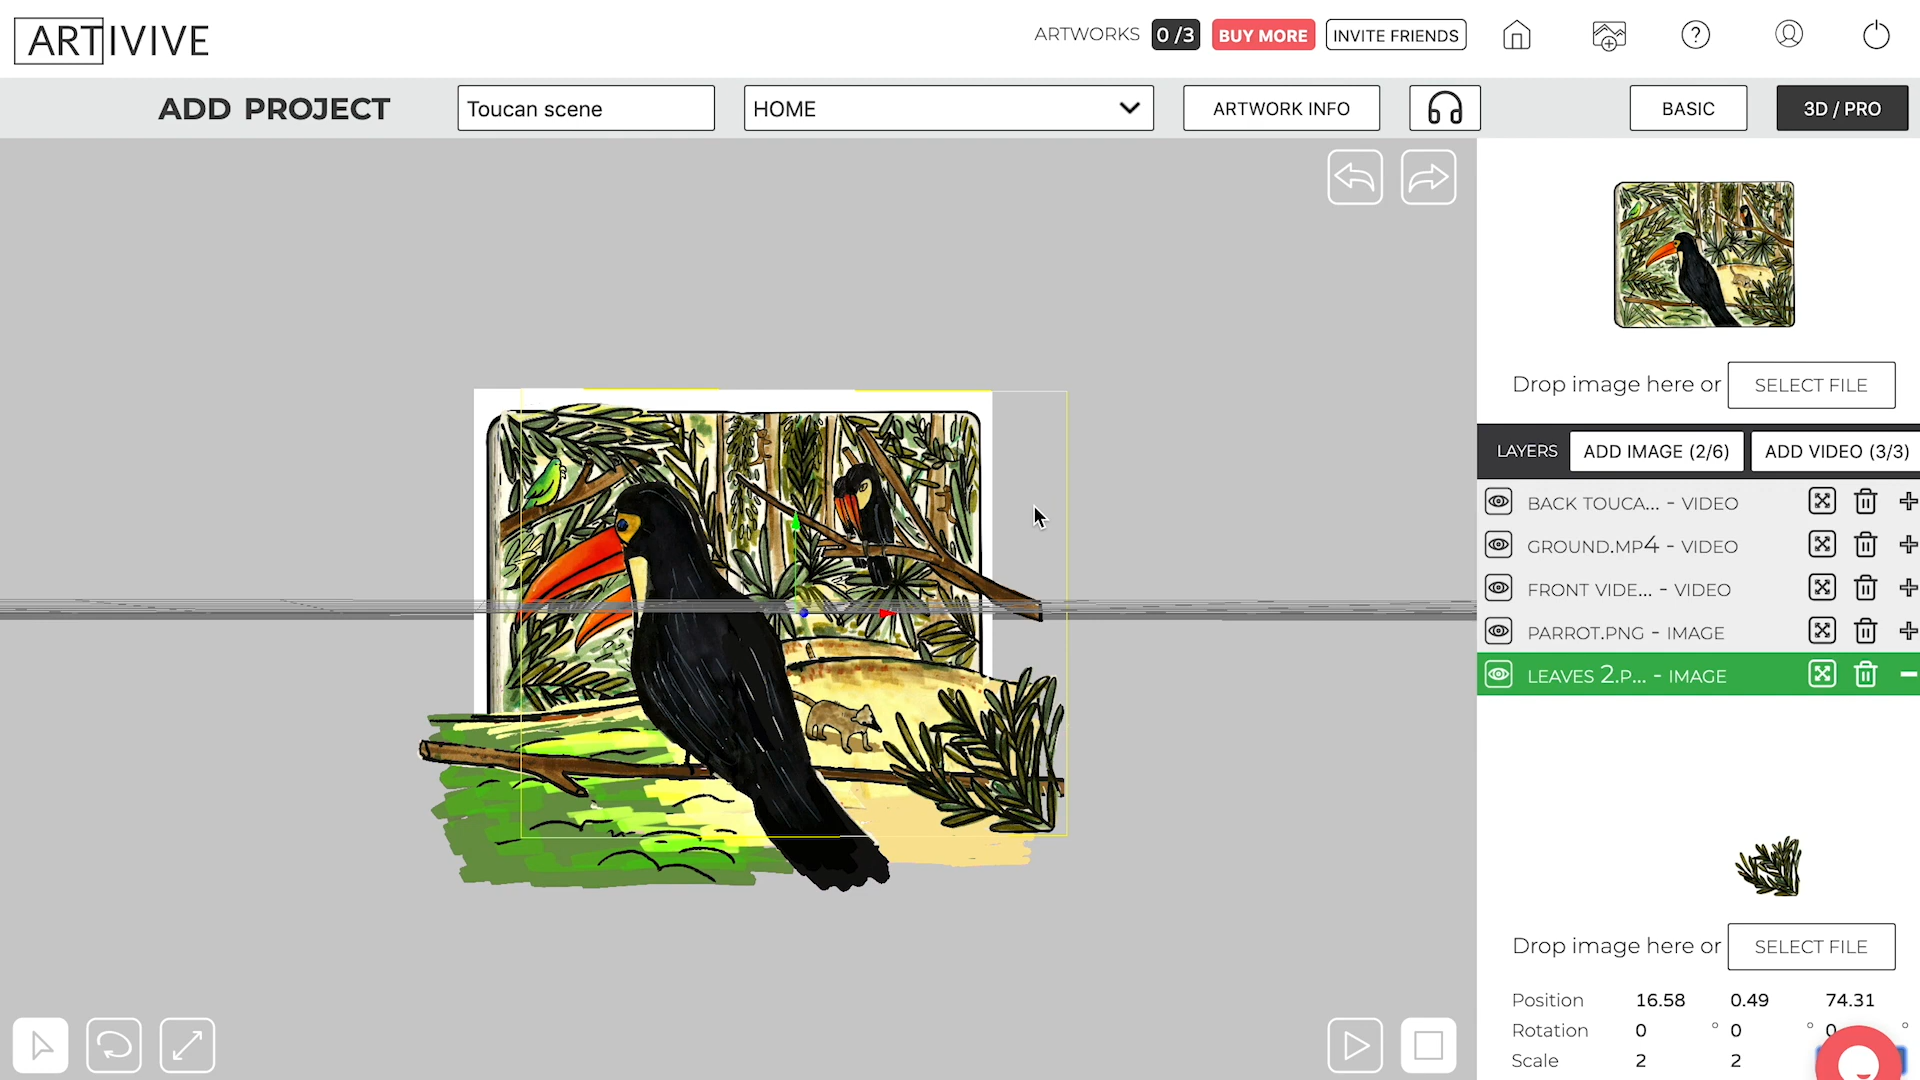 ARTIVIVE
ARTWORKS 0 /3 BUY MORE INVITE FRIENDS
ADD PROJECT Toucan scene HOME ARTWORK INFO BASIC 3D / PRO
Drop image here or SELECT FILE
LAYERS ADD IMAGE (2/6) ADD VIDEO (3/3)
BACK TOUCA... - VIDEO
GROUND.MP4 - VIDEO
FRONT VIDE... - VIDEO
PARROT.PNG - IMAGE
LEAVES 2.P... - IMAGE
Drop image here or SELECT FILE
Position 16.58 0.49 74.31
Rotation 0 ° 0 ° 0 °
Scale 2 2